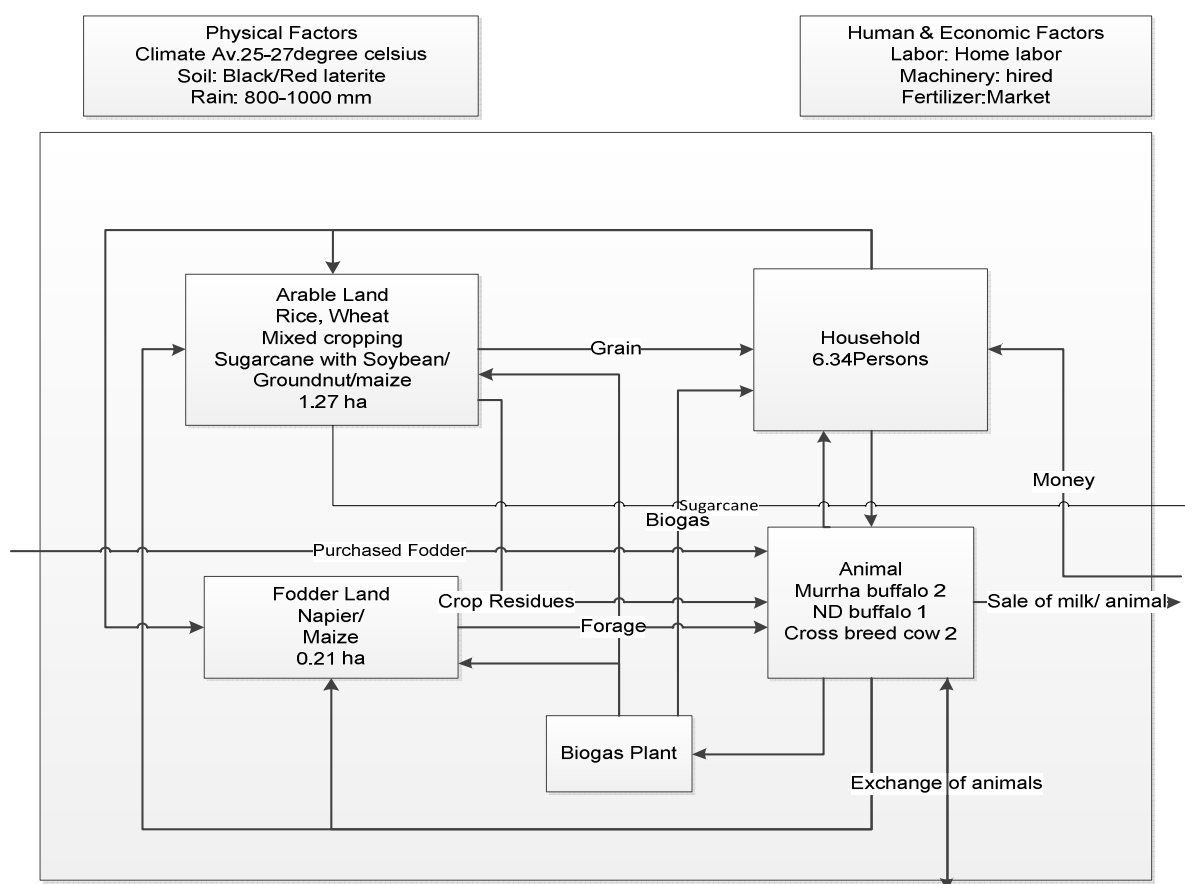 Physical Factors
Climate Av.25-27degree celsius
Soil: Black/Red laterite
Rain: 800-1000 mm
Human & Economic Factors
Labor: Home labor
Machinery: hired
Fertilizer:Market
Arable Land
Rice, Wheat
Mixed cropping
Sugarcane with Soybean/
Groundnut/maize
1.27 ha
Grain
Household
6.34Persons
Money
Sugarcane
Biogas
Purchased Fodder
Animal
Murrha buffalo 2
ND buffalo 1
Cross breed cow 2
Fodder Land
Napier/
Maize
0.21 ha
Crop Residues
Forage
Sale of milk/ animal
Biogas Plant
Exchange of animals